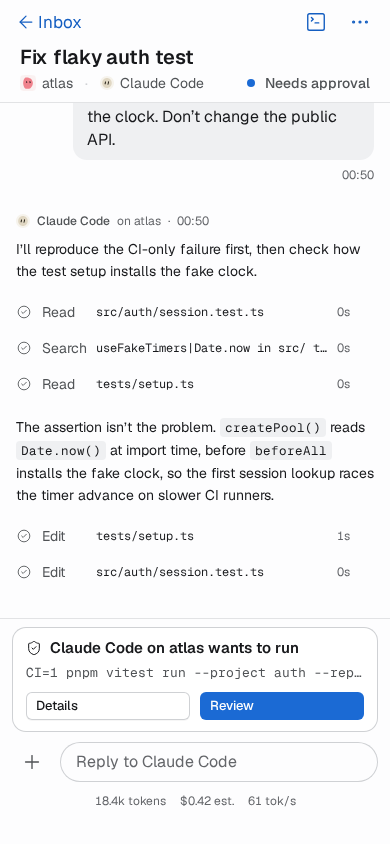 Inbox
Fix flaky auth test
atlas · Claude Code Needs approval
the clock. Don’t change the public
API.
00:50
Claude Code on atlas · 00:50
I’ll reproduce the CI-only failure first, then check how
the test setup installs the fake clock.
Read src/auth/session.test.ts 0s
Search useFakeTimers|Date.now in src/ t… 0s
Read tests/setup.ts 0s
The assertion isn’t the problem. createPool() reads
Date.now() at import time, before beforeAll
installs the fake clock, so the first session lookup races
the timer advance on slower CI runners.
Edit tests/setup.ts 1s
Edit src/auth/session.test.ts 0s
Claude Code on atlas wants to run
CI=1 pnpm vitest run --project auth --rep…
Details Review
Reply to Claude Code
18.4k tokens $0.42 est. 61 tok/s